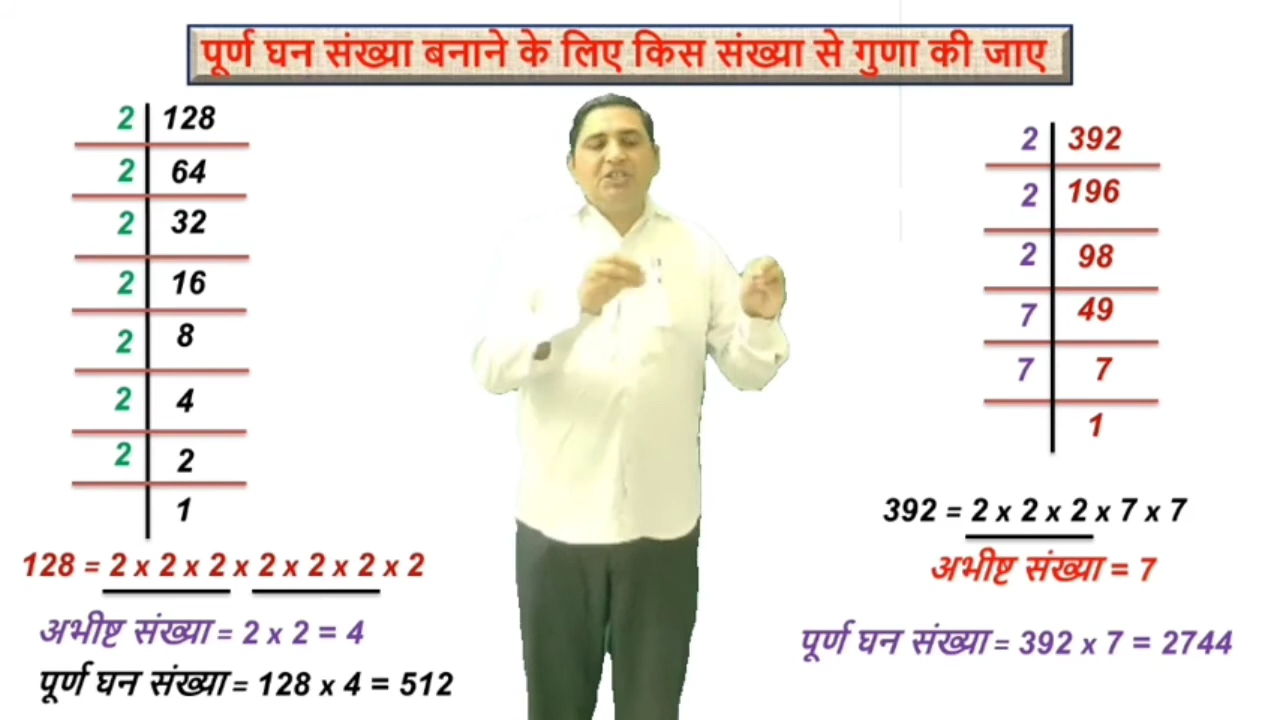 पूर्ण घन संख्या बनाने के लिए किस संख्या से गुणा की जाए
2 128
2 64
2 32
2 16
2 8
2 4
2 2
1
128 = 2 x 2 x 2 x 2 x 2 x 2 x 2
अभीष्ट संख्या = 2 x 2 = 4
पूर्ण घन संख्या = 128 x 4 = 512
2 392
2 196
2 98
7 49
7 7
1
392 = 2 x 2 x 2 x 7 x 7
अभीष्ट संख्या = 7
पूर्ण घन संख्या = 392 x 7 = 2744